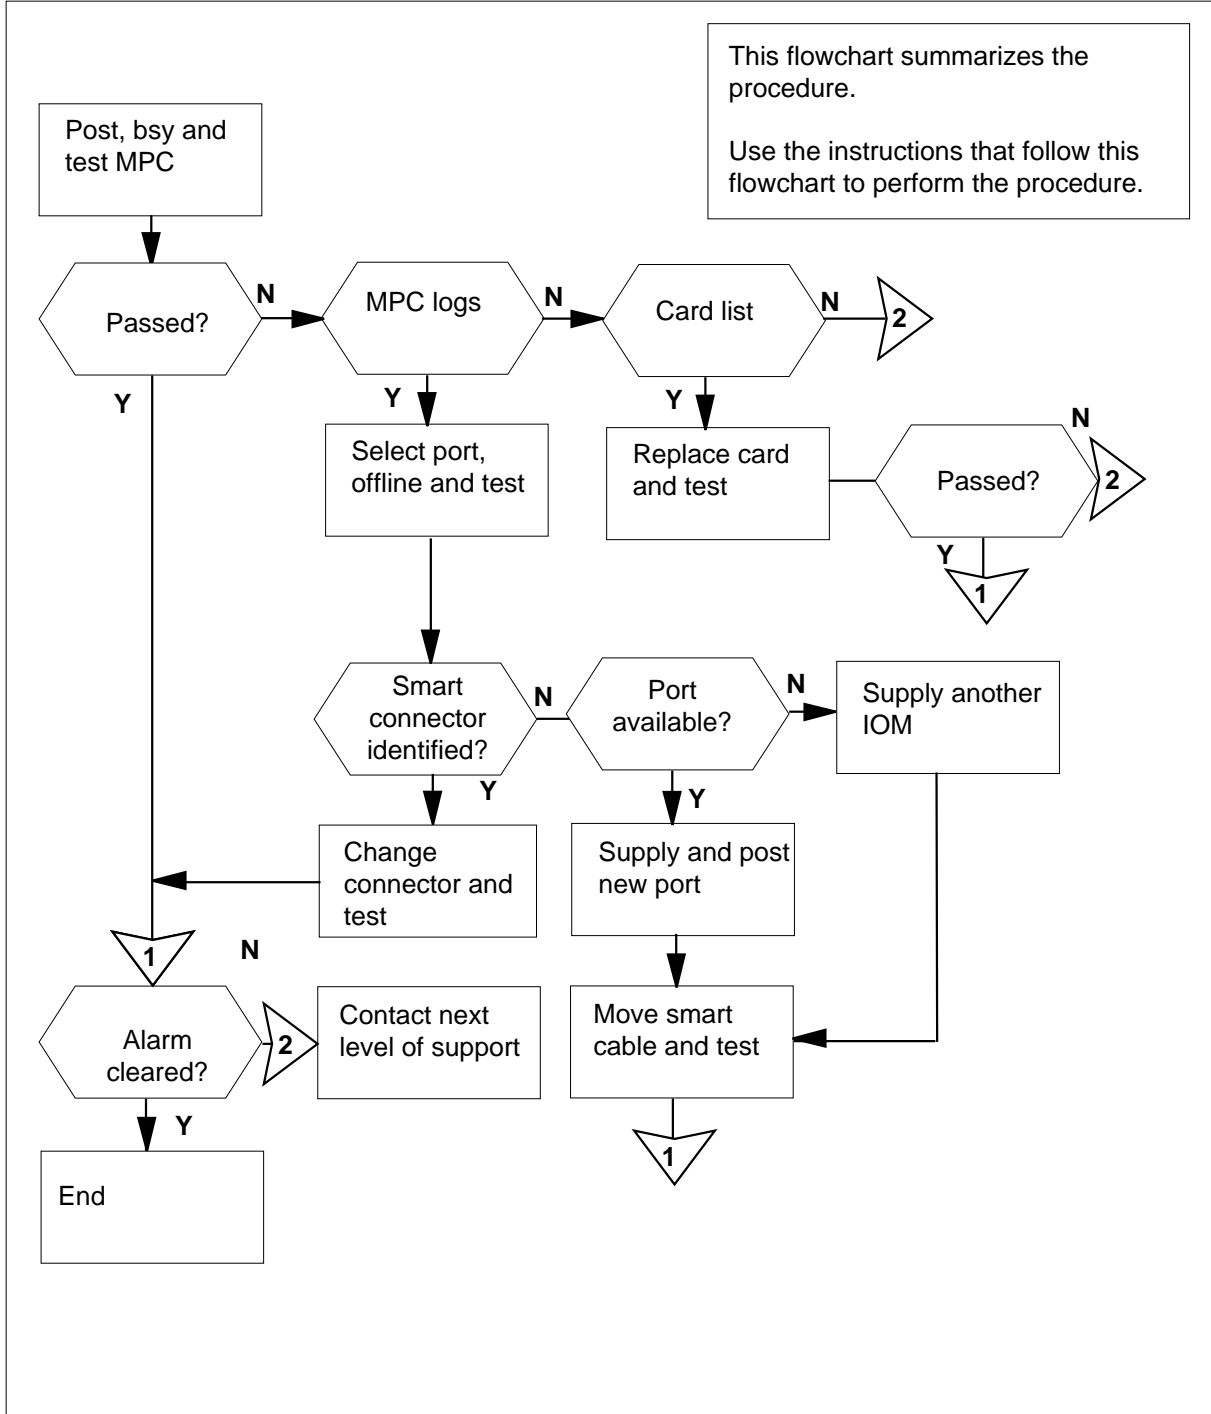 This flowchart summarizes the
procedure.
Use the instructions that follow this
flowchart to perform the procedure.
Post, bsy and
test MPC
Passed?
N
MPC logs
N
Card list
N
2
Y
Y
Select port,
offline and test
Y
Replace card
and test
Passed?
N
2
Y
1
Smart
connector
identified?
N
Port
available?
N
Supply another
IOM
Y
Change
connector and
test
Y
Supply and post
new port
1
N
Alarm
cleared?
2
Contact next
level of support
Move smart
cable and test
Y
1
End